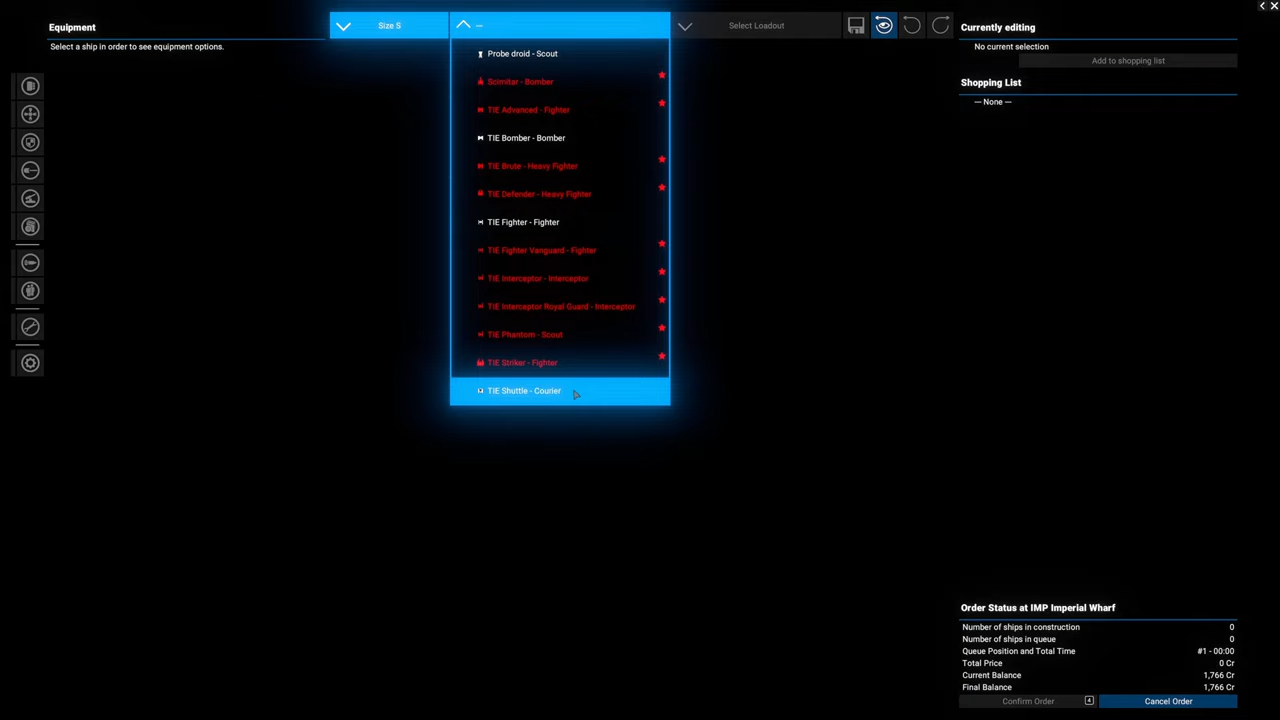 Equipment
Select a ship in order to see equipment options.
Size S
—
Select Loadout
Probe droid - Scout
Scimitar - Bomber
TIE Advanced - Fighter
TIE Bomber - Bomber
TIE Brute - Heavy Fighter
TIE Defender - Heavy Fighter
TIE Fighter - Fighter
TIE Fighter Vanguard - Fighter
TIE Interceptor - Interceptor
TIE Interceptor Royal Guard - Interceptor
TIE Phantom - Scout
TIE Striker - Fighter
TIE Shuttle - Courier
Currently editing
No current selection
Add to shopping list
Shopping List
— None —
Order Status at IMP Imperial Wharf
Number of ships in construction 0
Number of ships in queue 0
Queue Position and Total Time #1 - 00:00
Total Price 0 Cr
Current Balance 1,766 Cr
Final Balance 1,766 Cr
Confirm Order
Cancel Order